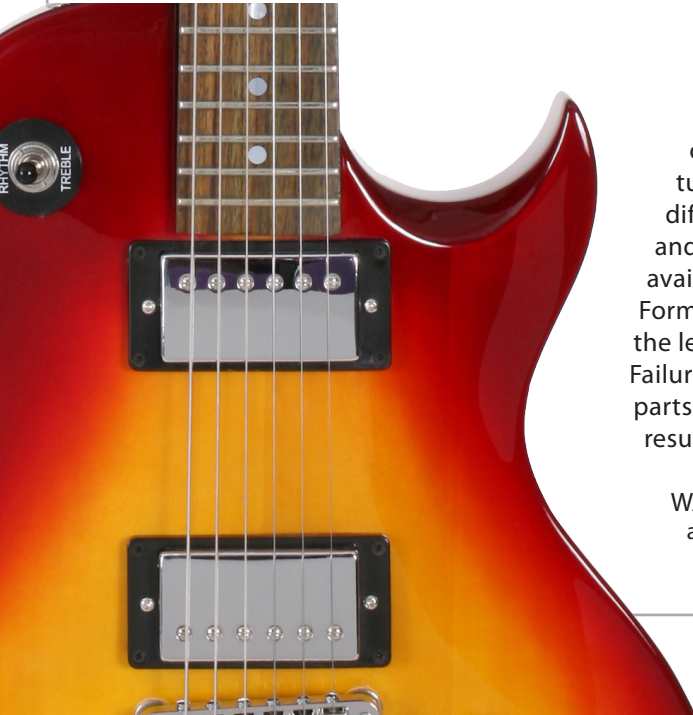 RHYTHM
TREBLE
tu
dif
and
avai
Form
the le
Failur
parts
resu
W
a